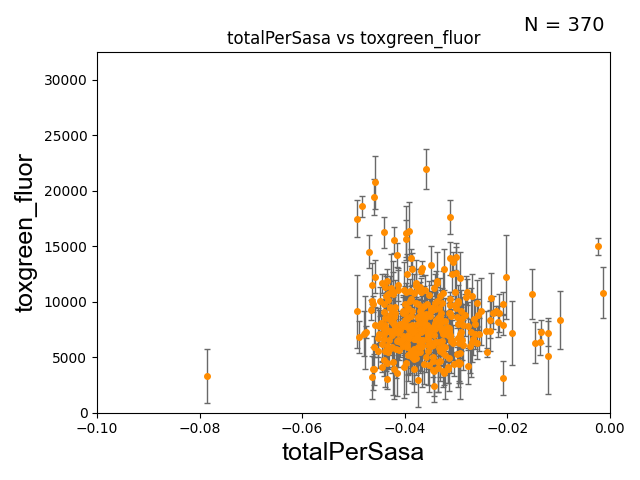 N = 370
totalPerSasa vs toxgreen_fluor
30000
25000
20000
15000
10000
5000
0
toxgreen_fluor
−0.10 −0.08 −0.06 −0.04 −0.02 0.00
totalPerSasa